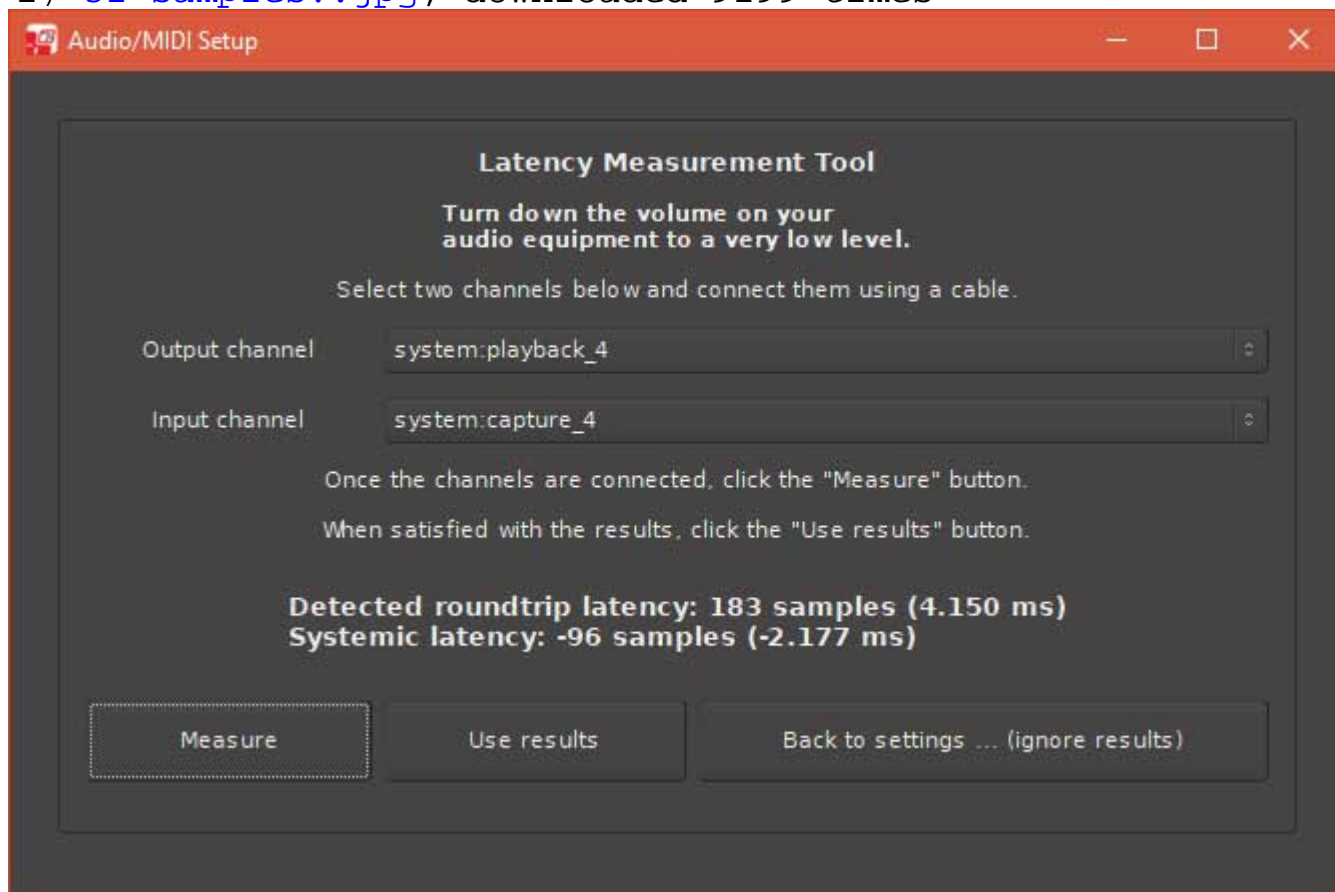 Audio/MIDI Setup
Latency Measurement Tool
Turn down the volume on your
audio equipment to a very low level.
Select two channels below and connect them using a cable.
Output channel system:playback_4
Input channel system:capture_4
Once the channels are connected, click the "Measure" button.
When satisfied with the results, click the "Use results" button.
Detected roundtrip latency: 183 samples (4.150 ms)
Systemic latency: -96 samples (-2.177 ms)
Measure Use results Back to settings ... (ignore results)